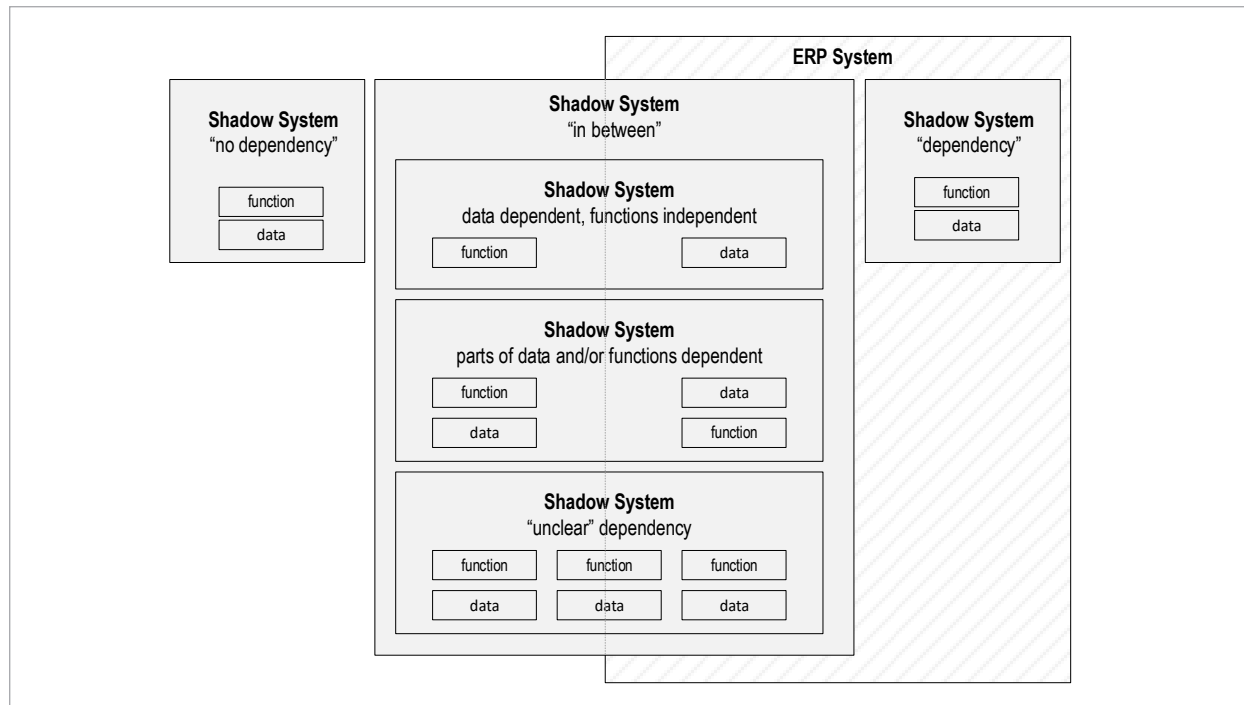 ERP System
Shadow System
“no dependency”
function
data
Shadow System
“in between”
Shadow System
data dependent, functions independent
function
data
Shadow System
parts of data and/or functions dependent
function
data
data
function
Shadow System
“unclear” dependency
function
function
function
data
data
data
Shadow System
“dependency”
function
data